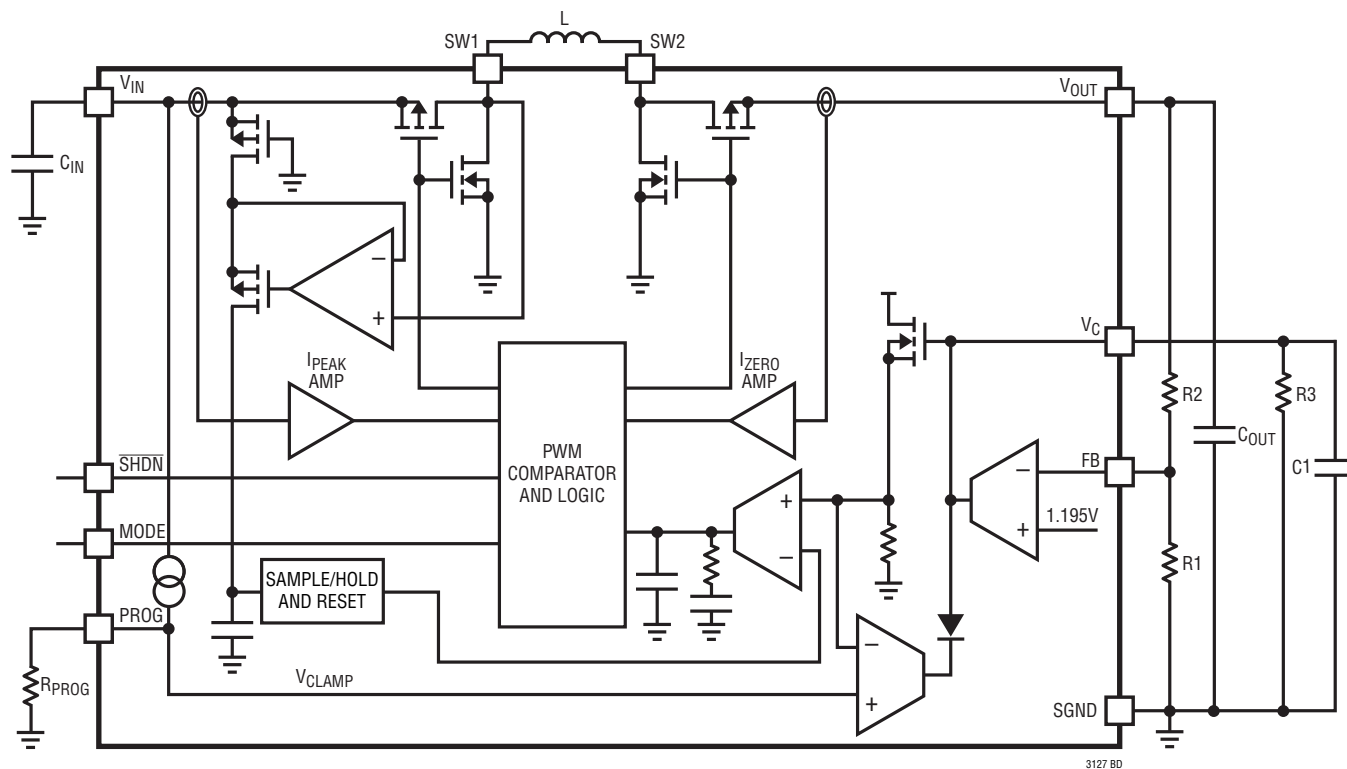 L
SW1
SW2
VIN
VOUT
CIN
−
+
VC
IPEAK
AMP
IZERO
AMP
R2
R3
COUT
PWM
COMPARATOR
AND LOGIC
SHDN
FB
C1
−
+
1.195V
+
−
MODE
R1
SAMPLE/HOLD
AND RESET
PROG
RPROG
VCLAMP
−
+
SGND
3127 BD